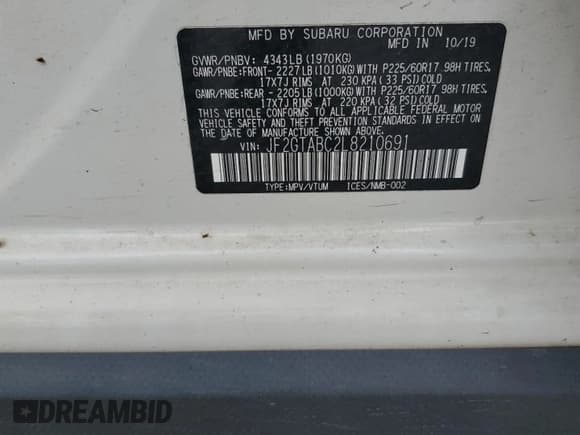 MFD BY SUBARU CORPORATION
MFD IN 10/19
GVWR/PNBV: 4343LB (1970KG)
GAWR/PNBE:FRONT- 2227LB (1010KG)WITH P225/60R17 98H TIRES,
17X7J RIMS AT 230 KPA (33 PSI)COLD
GAWR/PNBE:REAR - 2205LB (1000KG)WITH P225/60R17 98H TIRES,
17X7J RIMS AT 220 KPA (32 PSI)COLD
THIS VEHICLE CONFORMS TO ALL APPLICABLE FEDERAL MOTOR
VEHICLE SAFETY AND THEFT PREVENTION STANDARDS IN EFFECT
ON THE DATE OF MANUFACTURE SHOWN ABOVE.
VIN: JF2GTABC2L8210691
TYPE:MPV/VTUM ICES/NMB-002
DREAMBID